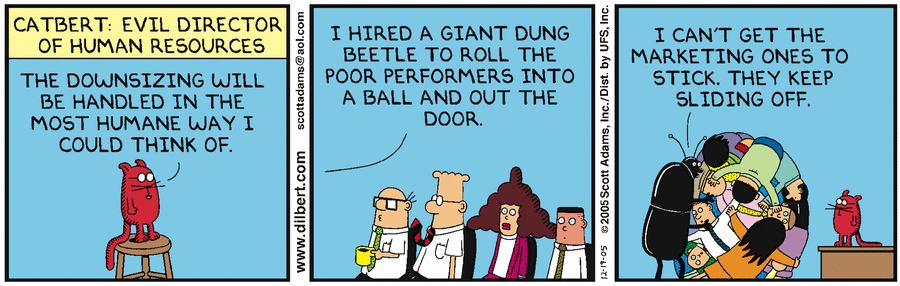 CATBERT: EVIL DIRECTOR
OF HUMAN RESOURCES
THE DOWNSIZING WILL
BE HANDLED IN THE
MOST HUMANE WAY I
COULD THINK OF.
www.dilbert.com
scottadams@aol.com
I HIRED A GIANT DUNG
BEETLE TO ROLL THE
POOR PERFORMERS INTO
A BALL AND OUT THE
DOOR.
12-19-05
© 2005 Scott Adams, Inc./Dist. by UFS, Inc.
I CAN'T GET THE
MARKETING ONES TO
STICK. THEY KEEP
SLIDING OFF.